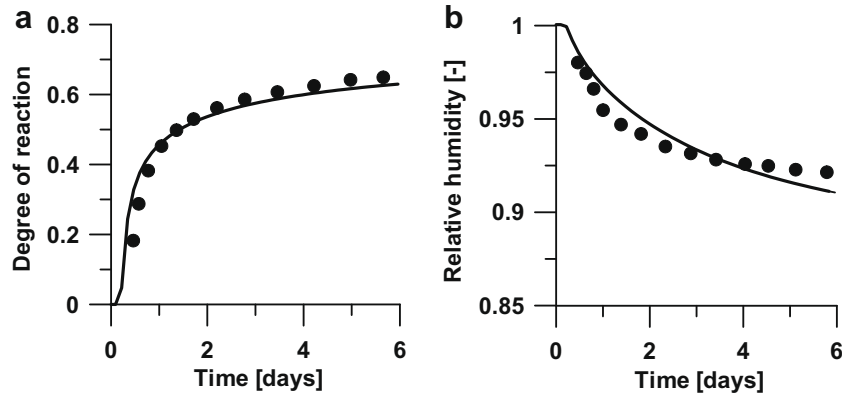 a
0.8
0.6
0.4
0.2
0
Degree of reaction
0 2 4 6
Time [days]
b
1
0.95
0.9
0.85
Relative humidity [-]
0 2 4 6
Time [days]